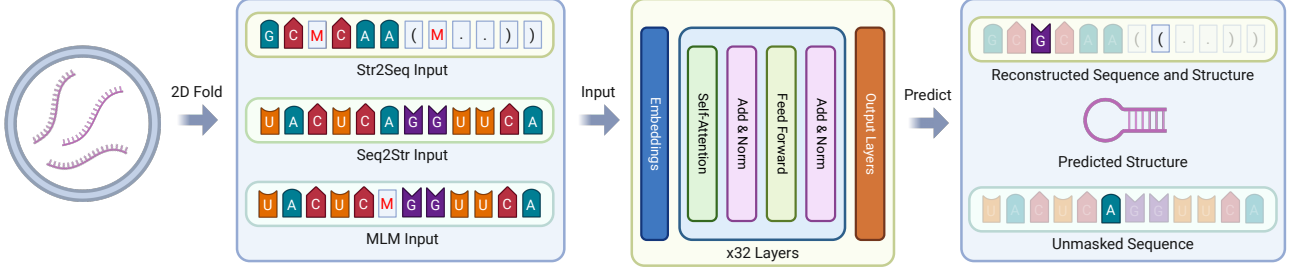 2D Fold
G C M C A A ( M . . ) )
Str2Seq Input
U A C U C A G G U U C A
Seq2Str Input
U A C U C M G G U U C A
MLM Input
Input
Embeddings
Self-Attention
Add & Norm
Feed Forward
Add & Norm
Output Layers
x32 Layers
Predict
G C G C A A ( ( . . ) )
Reconstructed Sequence and Structure
Predicted Structure
U A C U C A G G U U C A
Unmasked Sequence